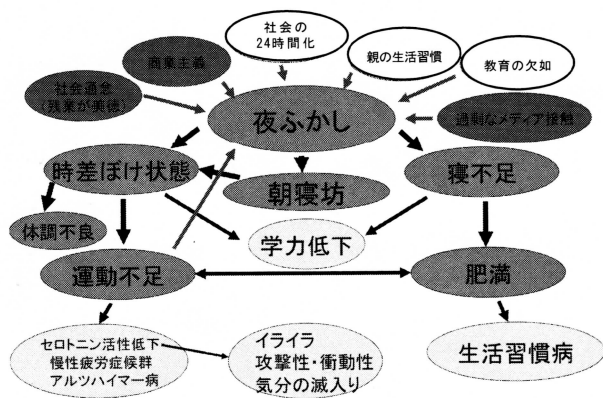 社会の
24時間化
親の生活習慣
教育の欠如
商業主義
社会通念
(残業が美徳)
過剰なメディア接触
夜ふかし
時差ぼけ状態
朝寝坊
寝不足
体調不良
学力低下
運動不足
肥満
セロトニン活性低下
慢性疲労症候群
アルツハイマー病
イライラ
攻撃性・衝動性
気分の滅入り
生活習慣病